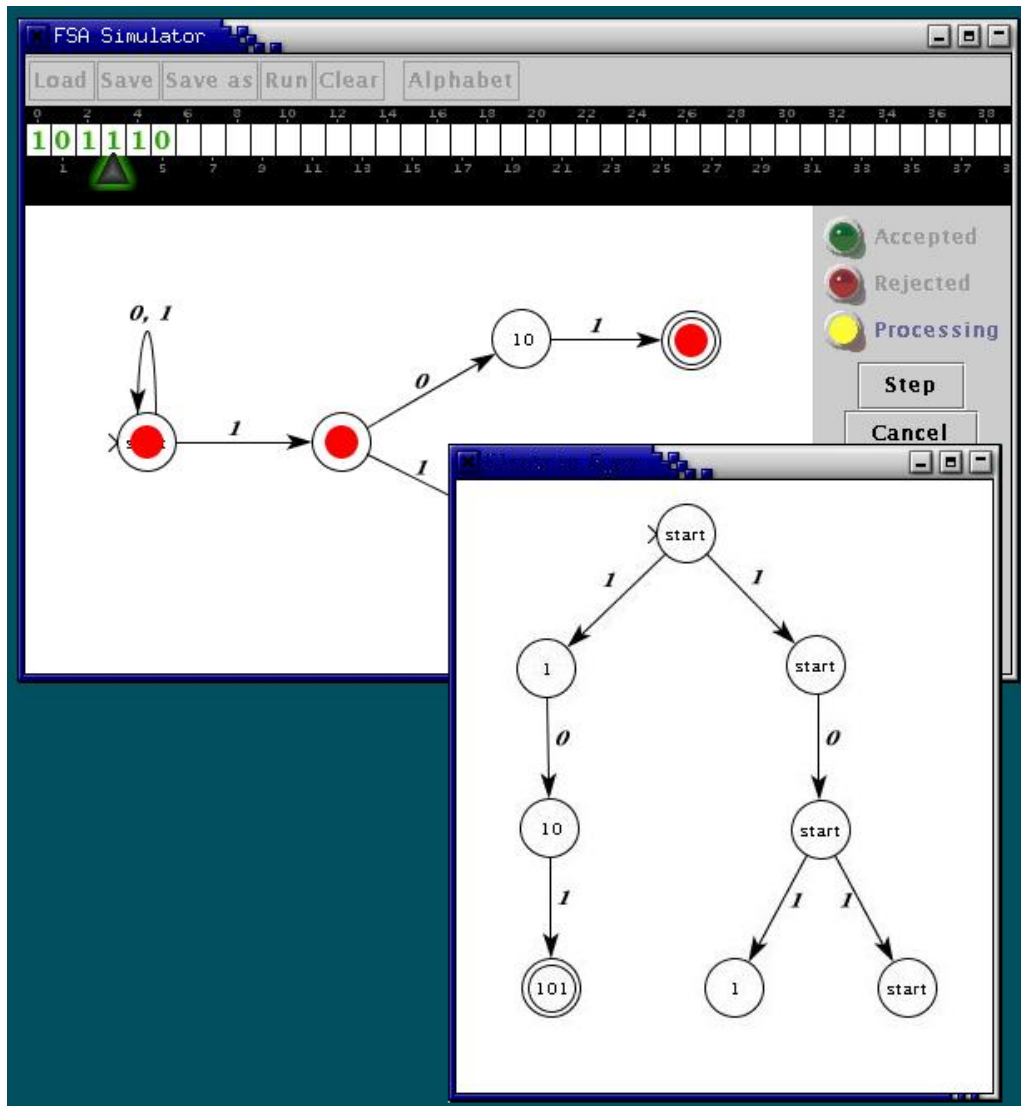 FSA Simulator
Load Save Save as Run Clear Alphabet
0 2 4 6 8 10 12 14 16 18 20 22 24 26 28 30 32 34 36 38
1 0 1 1 1 0
1 5 7 9 11 13 15 17 19 21 23 25 27 29 31 33 35 37
Accepted
Rejected
Processing
Step
Cancel
0, 1
1
0
10
1
1
start
1
1
1
start
0
0
10
start
1
1
1
101
1
start